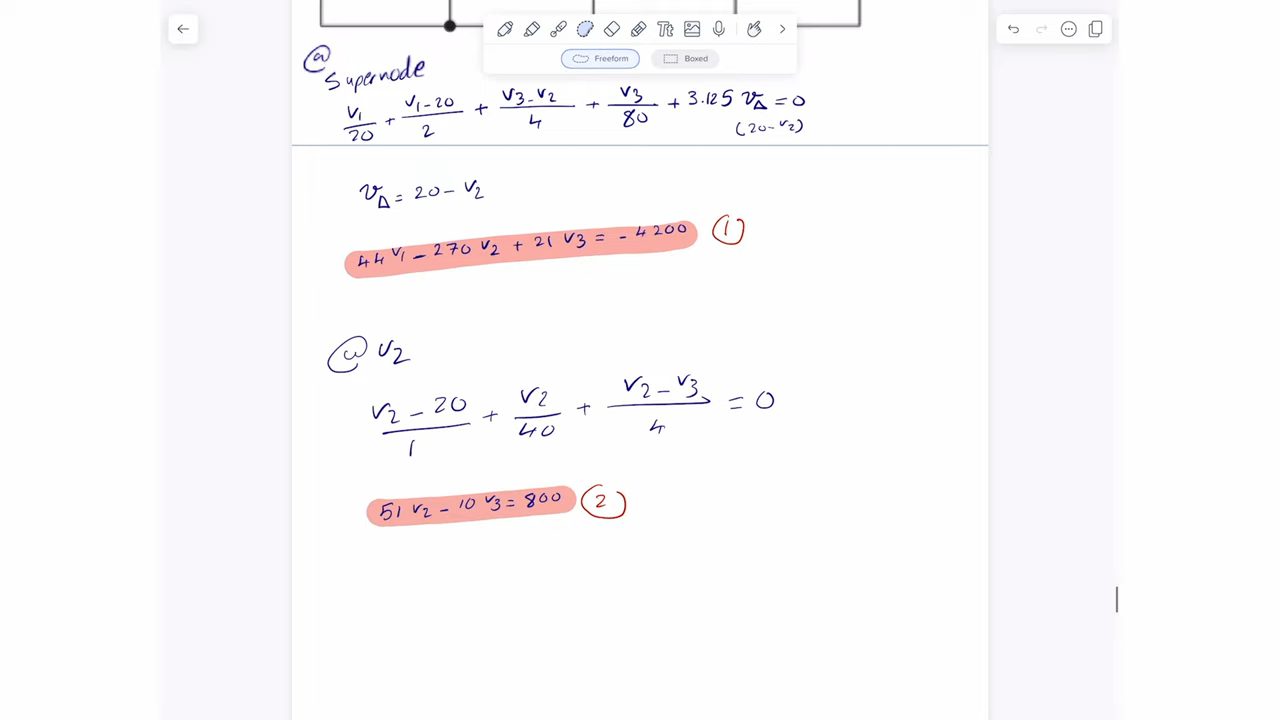 Tt
Freeform
Boxed
@
Supernode
v1/20 + v1-20/2 + v3-v2/4 + v3/80 + 3.125 vΔ = 0
(20-v2)
vΔ = 20 - v2
44 v1 - 270 v2 + 21 v3 = - 4200 ①
@ v2
v2 - 20/1 + v2/40 + v2 - v3/4 = 0
51 v2 - 10 v3 = 800 ②